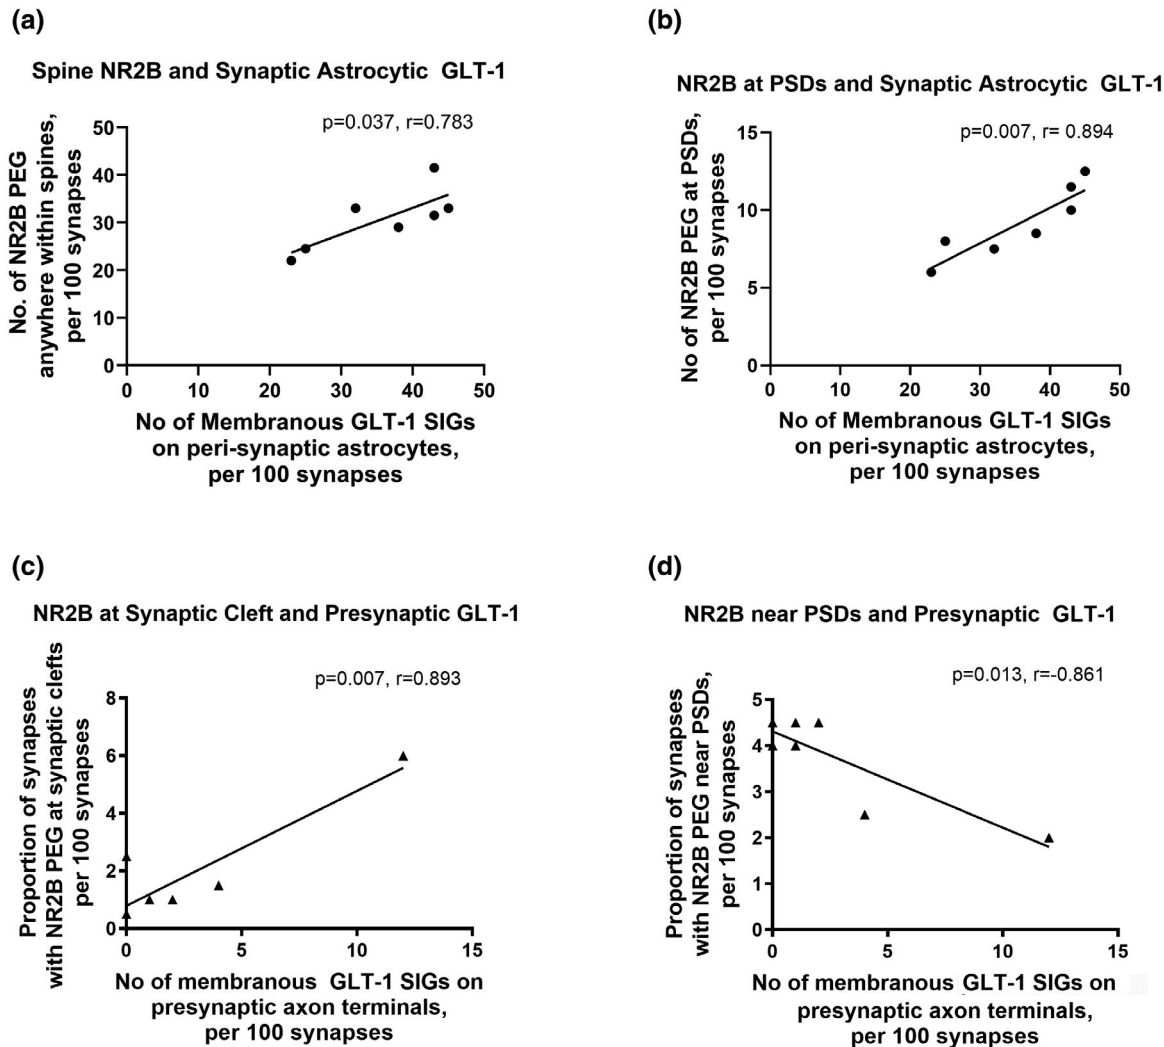 (a)
Spine NR2B and Synaptic Astrocytic GLT-1
p=0.037, r=0.783
No. of NR2B PEG
anywhere within spines,
per 100 synapses
50
40
30
20
10
0
0 10 20 30 40 50
No of Membranous GLT-1 SIGs
on peri-synaptic astrocytes,
per 100 synapses
(b)
NR2B at PSDs and Synaptic Astrocytic GLT-1
p=0.007, r= 0.894
No of NR2B PEG at PSDs,
per 100 synapses
15
10
5
0
0 10 20 30 40 50
No of Membranous GLT-1 SIGs
on peri-synaptic astrocytes,
per 100 synapses
(c)
NR2B at Synaptic Cleft and Presynaptic GLT-1
p=0.007, r=0.893
Proportion of synapses
with NR2B PEG at synaptic clefts
per 100 synapses
8
6
4
2
0
0 5 10 15
No of membranous GLT-1 SIGs on
presynaptic axon terminals,
per 100 synapses
(d)
NR2B near PSDs and Presynaptic GLT-1
p=0.013, r=-0.861
Proportion of synapses
with NR2B PEG near PSDs,
per 100 synapses
5
4
3
2
1
0
0 5 10 15
No of membranous GLT-1 SIGs on
presynaptic axon terminals,
per 100 synapses